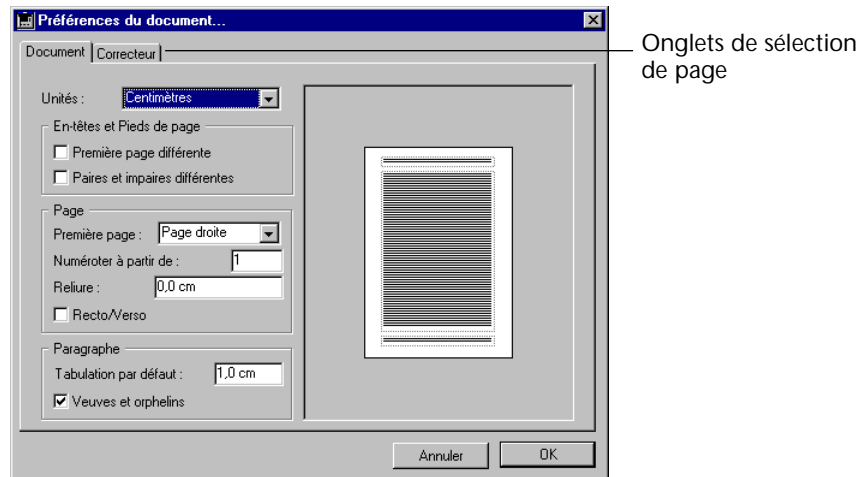 Préférences du document...
Document
Correcteur
Onglets de sélection
de page
Unités :
Centimètres
En-têtes et Pieds de page
Première page différente
Paires et impaires différentes
Page
Première page :
Page droite
Numéroter à partir de :
1
Reliure :
0,0 cm
Recto/Verso
Paragraphe
Tabulation par défaut :
1,0 cm
Veuves et orphelins
Annuler
OK